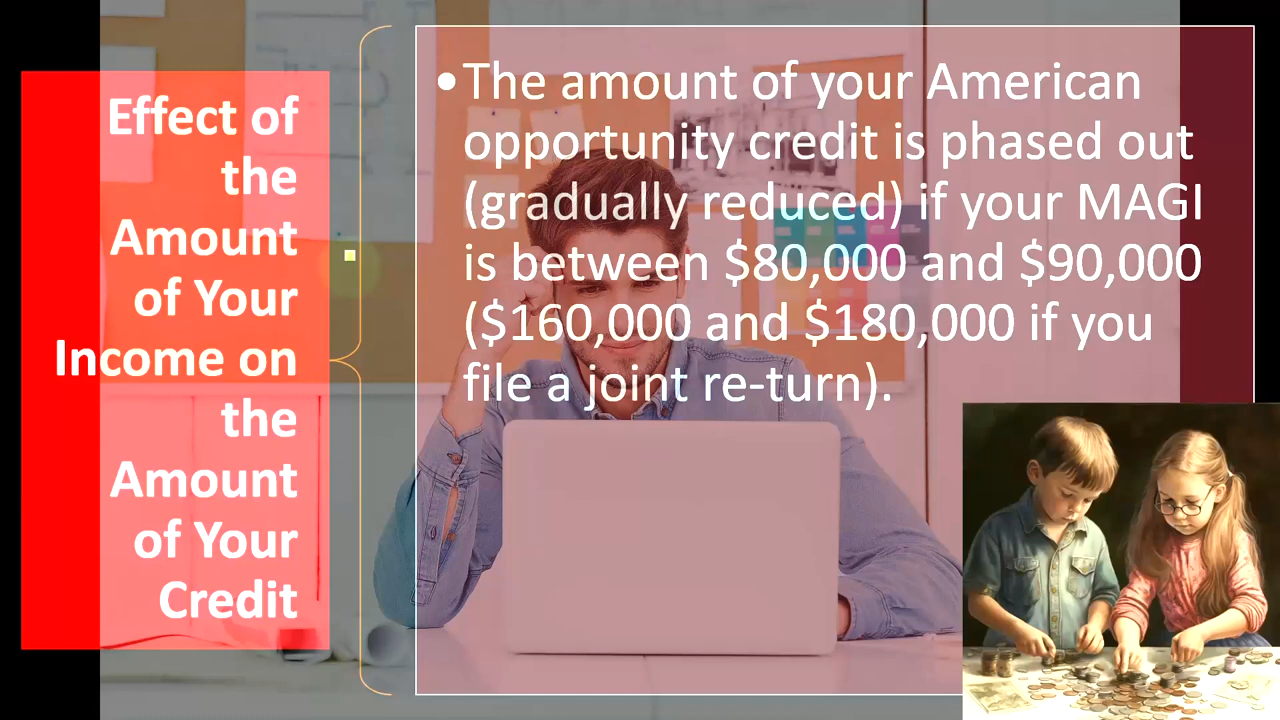 Effect of
the
Amount
of Your
Income on
the
Amount
of Your
Credit
•The amount of your American
opportunity credit is phased out
(gradually reduced) if your MAGI
is between $80,000 and $90,000
($160,000 and $180,000 if you
file a joint re-turn).